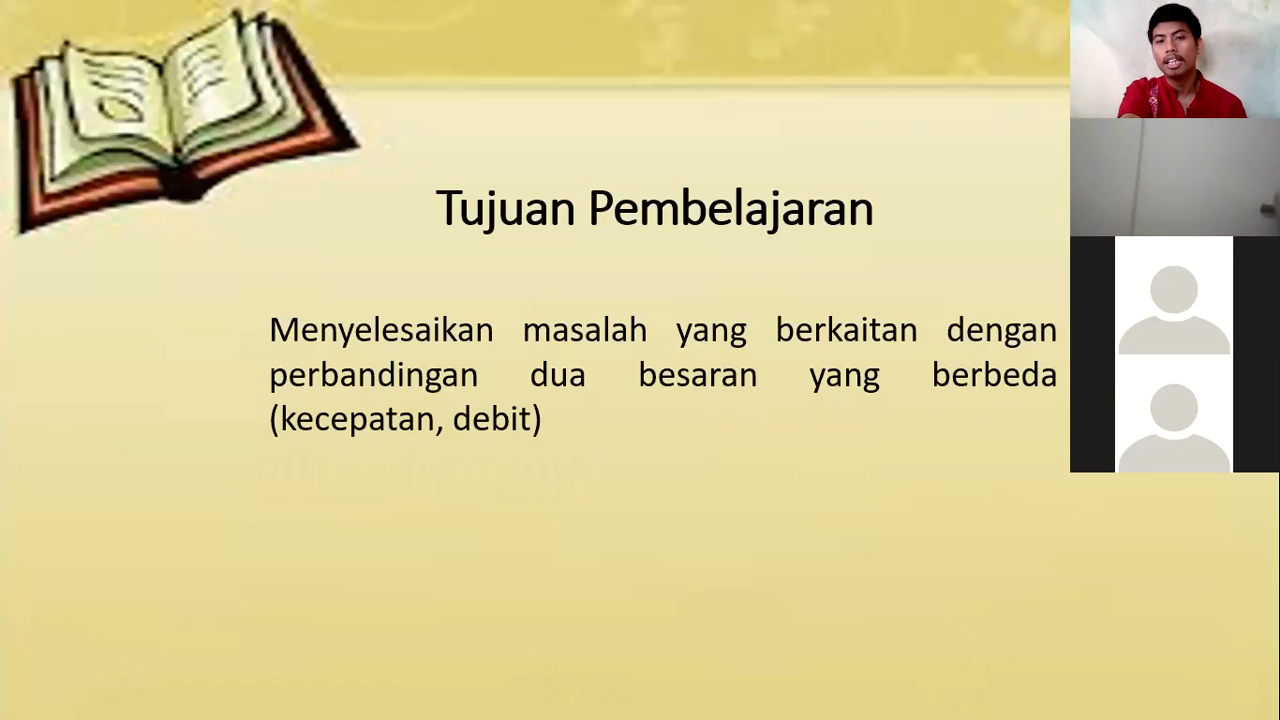 Tujuan Pembelajaran
Menyelesaikan masalah yang berkaitan dengan
perbandingan dua besaran yang berbeda
(kecepatan, debit)